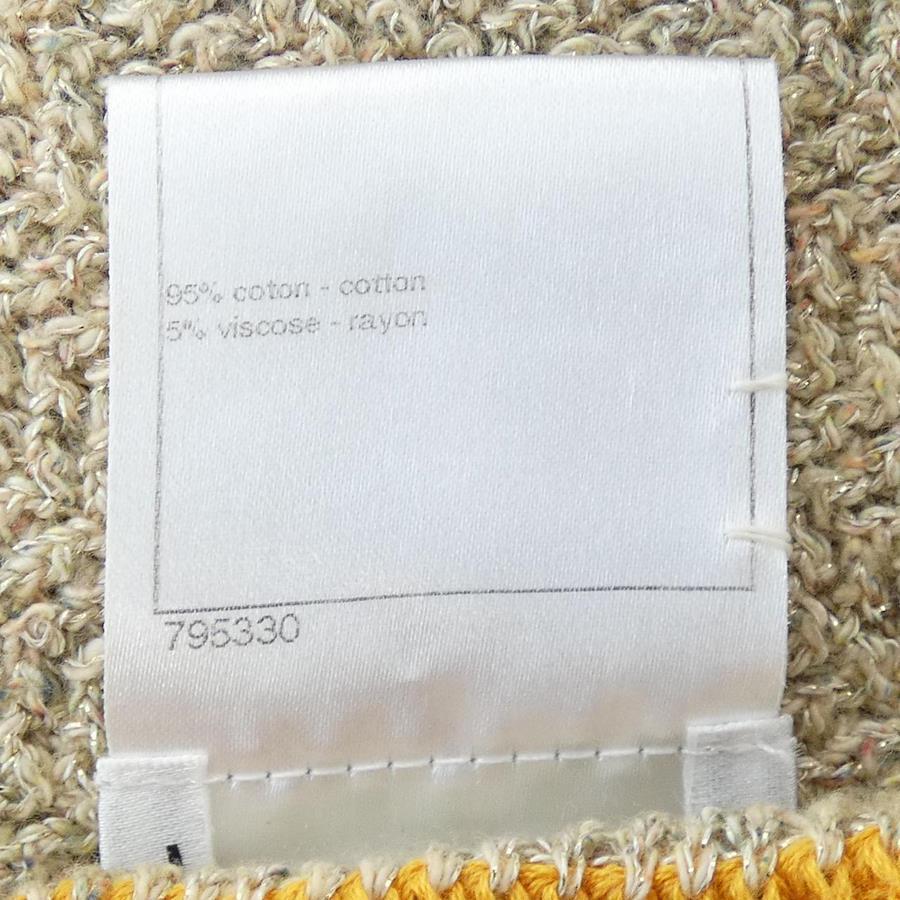 95% coton - cotton
5% viscose - rayon
795330